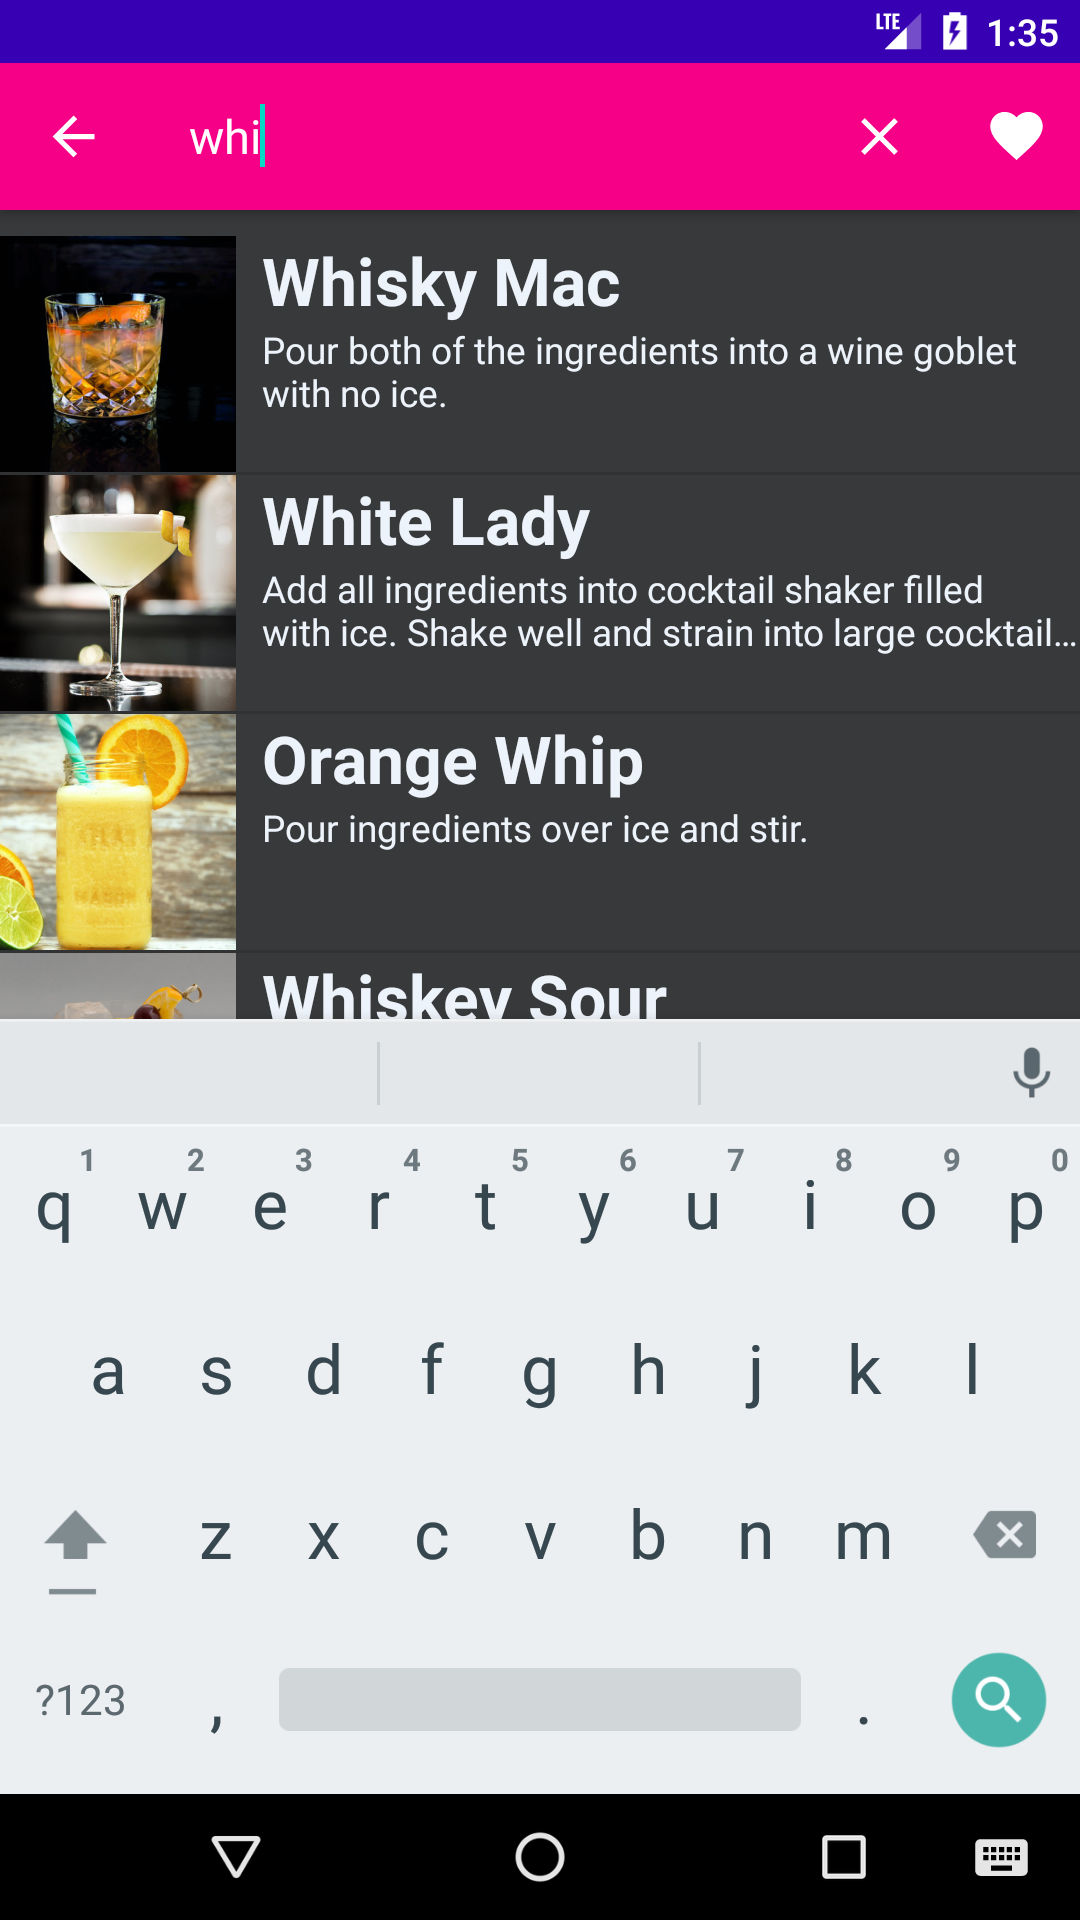 LTE 1:35
whi
Whisky Mac
Pour both of the ingredients into a wine goblet
with no ice.
White Lady
Add all ingredients into cocktail shaker filled
with ice. Shake well and strain into large cocktail…
Orange Whip
Pour ingredients over ice and stir.
Whiskey Sour
1 2 3 4 5 6 7 8 9 0
q w e r t y u i o p
a s d f g h j k l
z x c v b n m
?123 , .